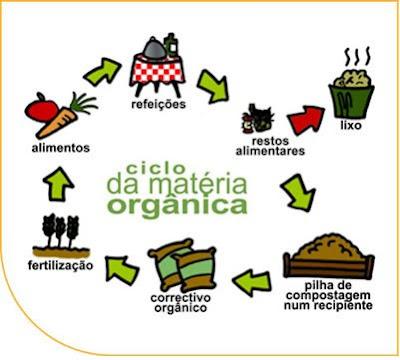 refeições
alimentos
restos
alimentares
lixo
ciclo
da matéria
orgânica
fertilização
correctivo
orgânico
pilha de
compostagem
num recipiente